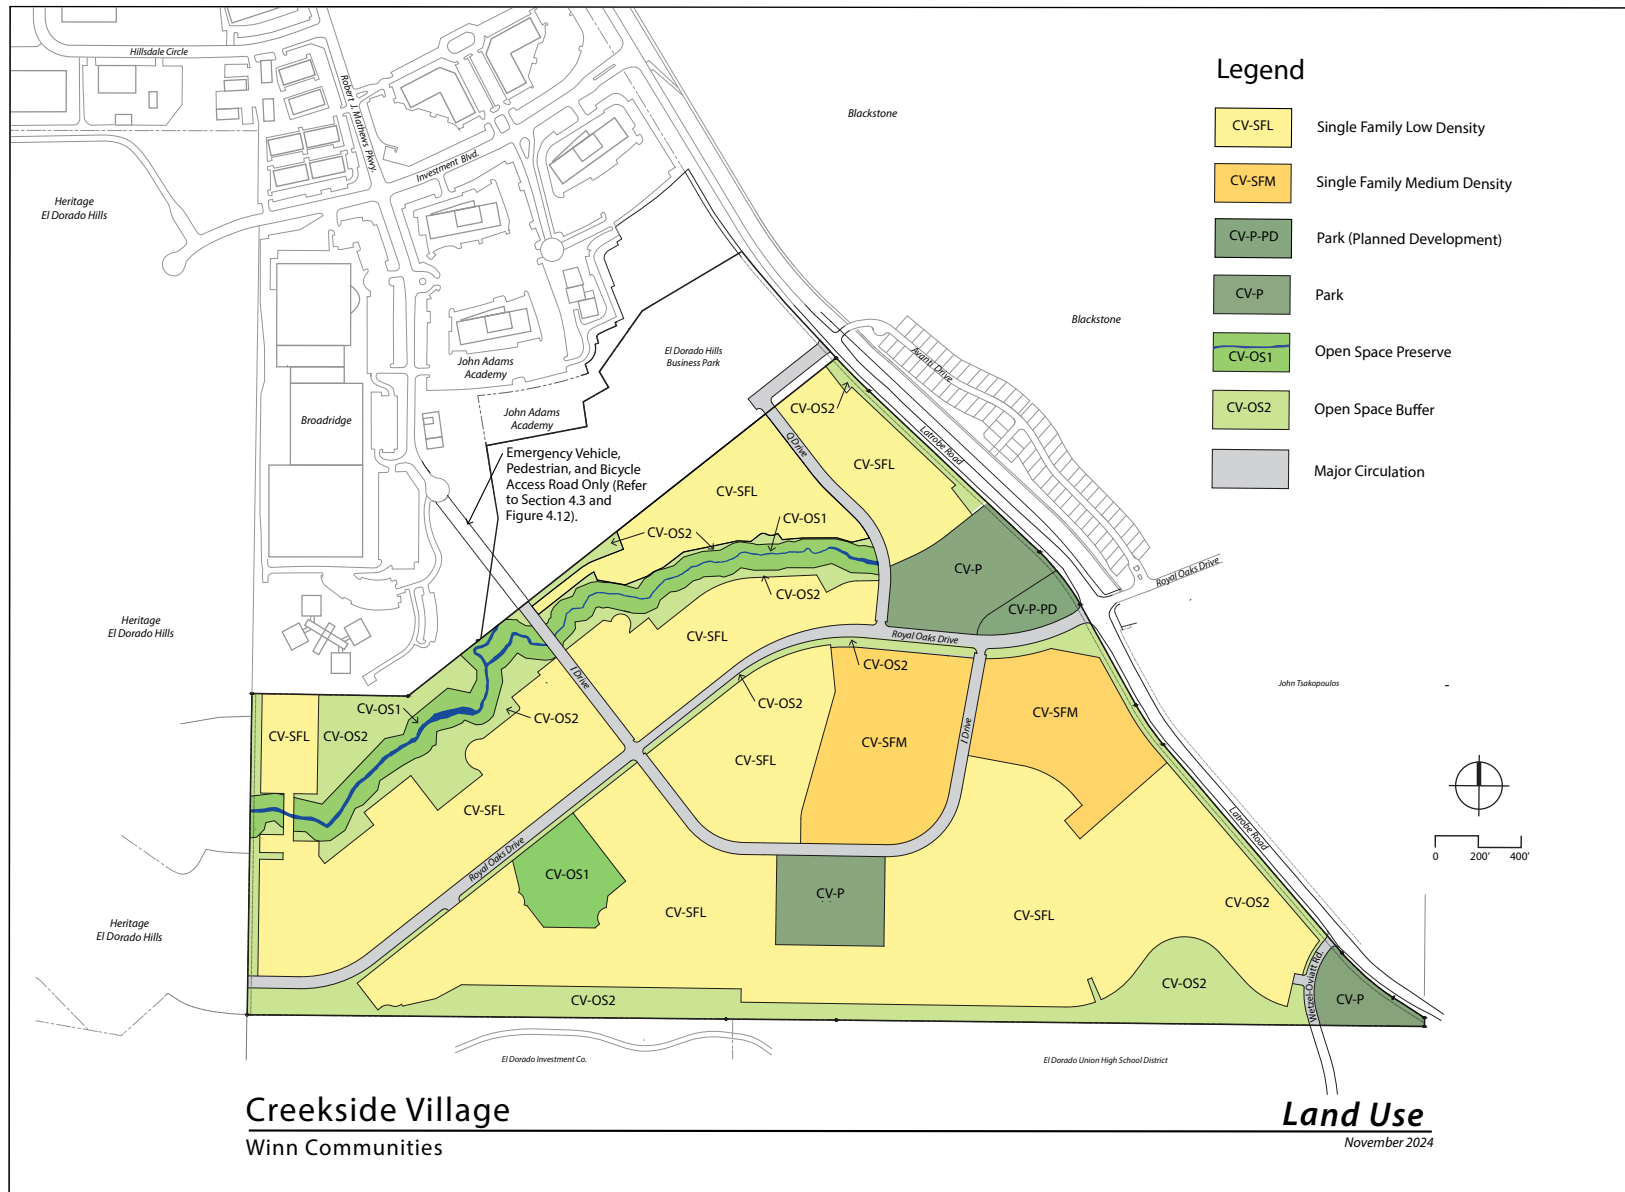 Hillsdale Circle
Robert J. Mathews Pkwy.
Investment Blvd.
Blackstone
Heritage
El Dorado Hills
Legend
CV-SFL
Single Family Low Density
CV-SFM
Single Family Medium Density
CV-P-PD
Park (Planned Development)
CV-P
Park
CV-OS1
Open Space Preserve
CV-OS2
Open Space Buffer
Major Circulation
Blackstone
Avanti Drive
El Dorado Hills
Business Park
John Adams
Academy
John Adams
Academy
Broadridge
Emergency Vehicle,
Pedestrian, and Bicycle
Access Road Only (Refer
to Section 4.3 and
Figure 4.12).
CV-OS2
Q Drive
Latrobe Road
CV-SFL
CV-SFL
CV-OS1
CV-OS2
CV-P
Royal Oaks Drive
CV-OS2
CV-P-PD
Heritage
El Dorado Hills
CV-SFL
Royal Oaks Drive
CV-OS2
I Drive
John Tsakopoulos
CV-OS1
CV-OS2
CV-OS2
CV-SFM
CV-SFL
CV-OS2
CV-SFM
I Drive
CV-SFL
CV-SFL
Latrobe Road
0
200'
400'
Royal Oaks Drive
CV-OS1
CV-P
CV-SFL
CV-SFL
CV-OS2
Heritage
El Dorado Hills
CV-OS2
CV-OS2
Wetzel-Oviatt Rd.
CV-P
El Dorado Investment Co.
El Dorado Union High School District
Creekside Village
Land Use
Winn Communities
November 2024